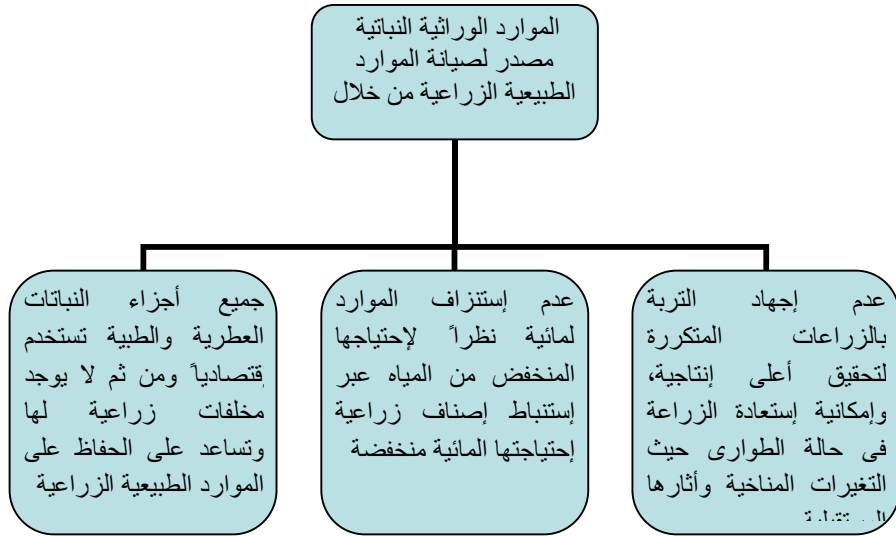 الموارد الوراثية النباتية
مصدر لصيانة الموارد
الطبيعية الزراعية من خلال
عدم إجهاد التربة
بالزراعات المتكررة
لتحقيق أعلى إنتاجية،
وإمكانية إستعادة الزراعة
فى حالة الطوارى حيث
التغيرات المناخية وأثارها
عدم إستنزاف الموارد
لمائية نظراً لإحتياجها
المنخفض من المياه عبر
إستنباط إصناف زراعية
إحتياجتها المائية منخفضة
جميع أجزاء النباتات
العطرية والطبية تستخدم
قتصادياً ومن ثم لا يوجد
مخلفات زراعية لها
وتساعد على الحفاظ على
الموارد الطبيعية الزراعية